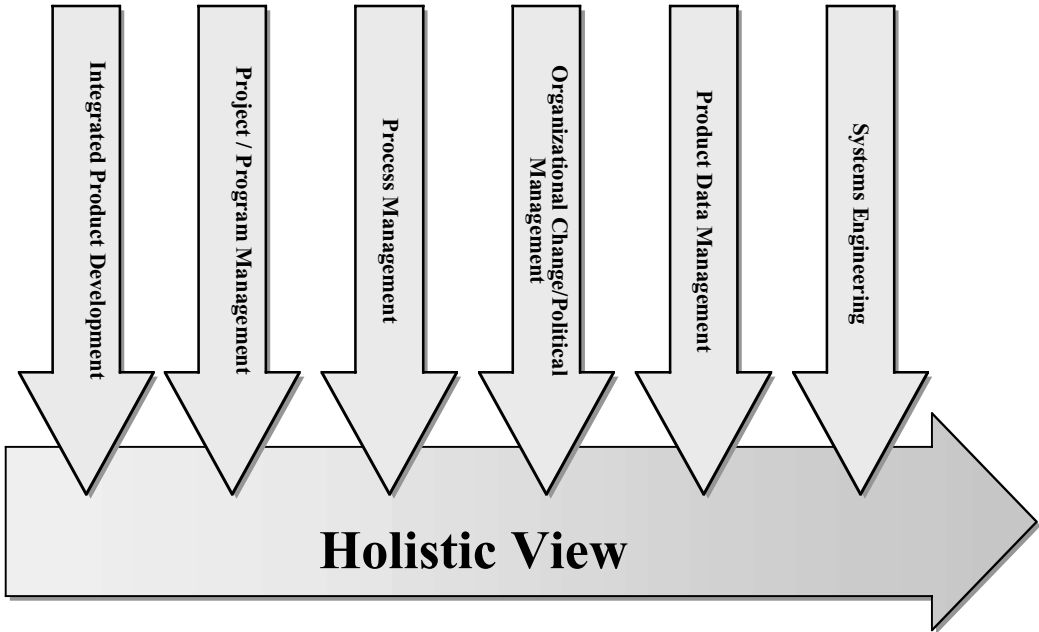 Integrated Product Development
Project / Program Management
Process Management
Organizational Change/Political
Management
Product Data Management
Systems Engineering
Holistic View